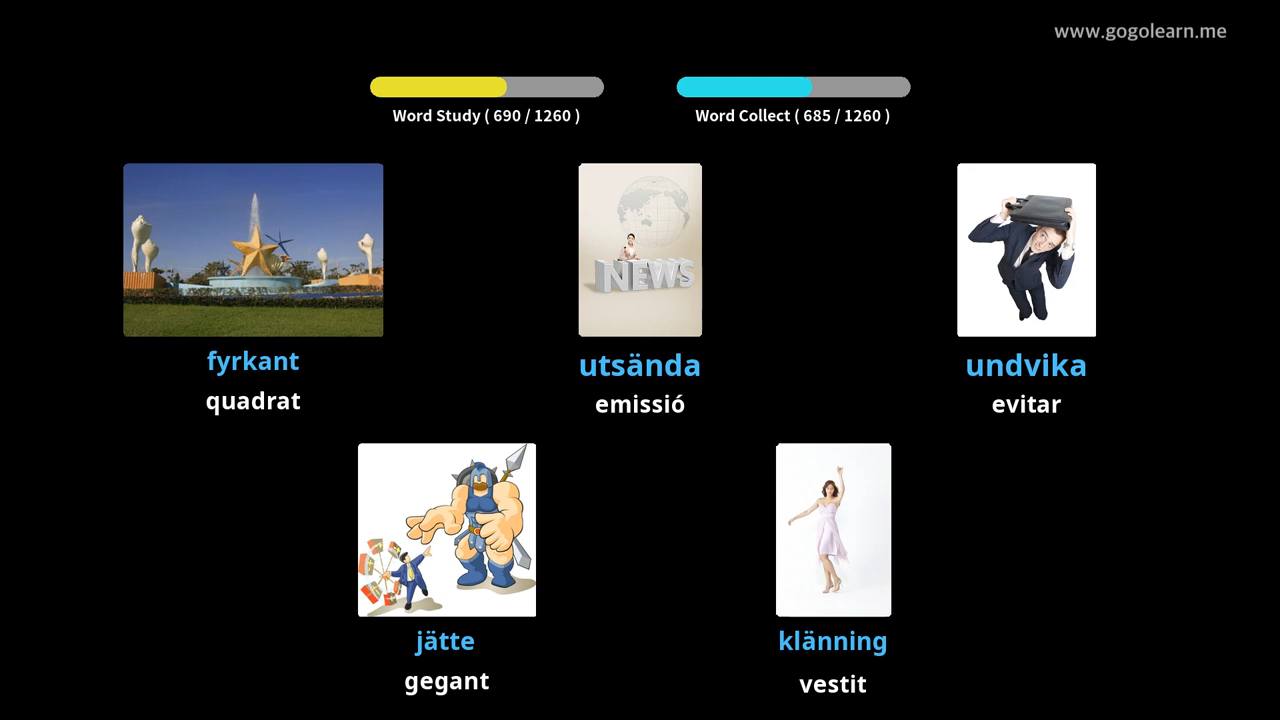 www.gogolearn.me
Word Study ( 690 / 1260 )
Word Collect ( 685 / 1260 )
NEWS
fyrkant
quadrat
utsända
emissió
undvika
evitar
jätte
gegant
klänning
vestit